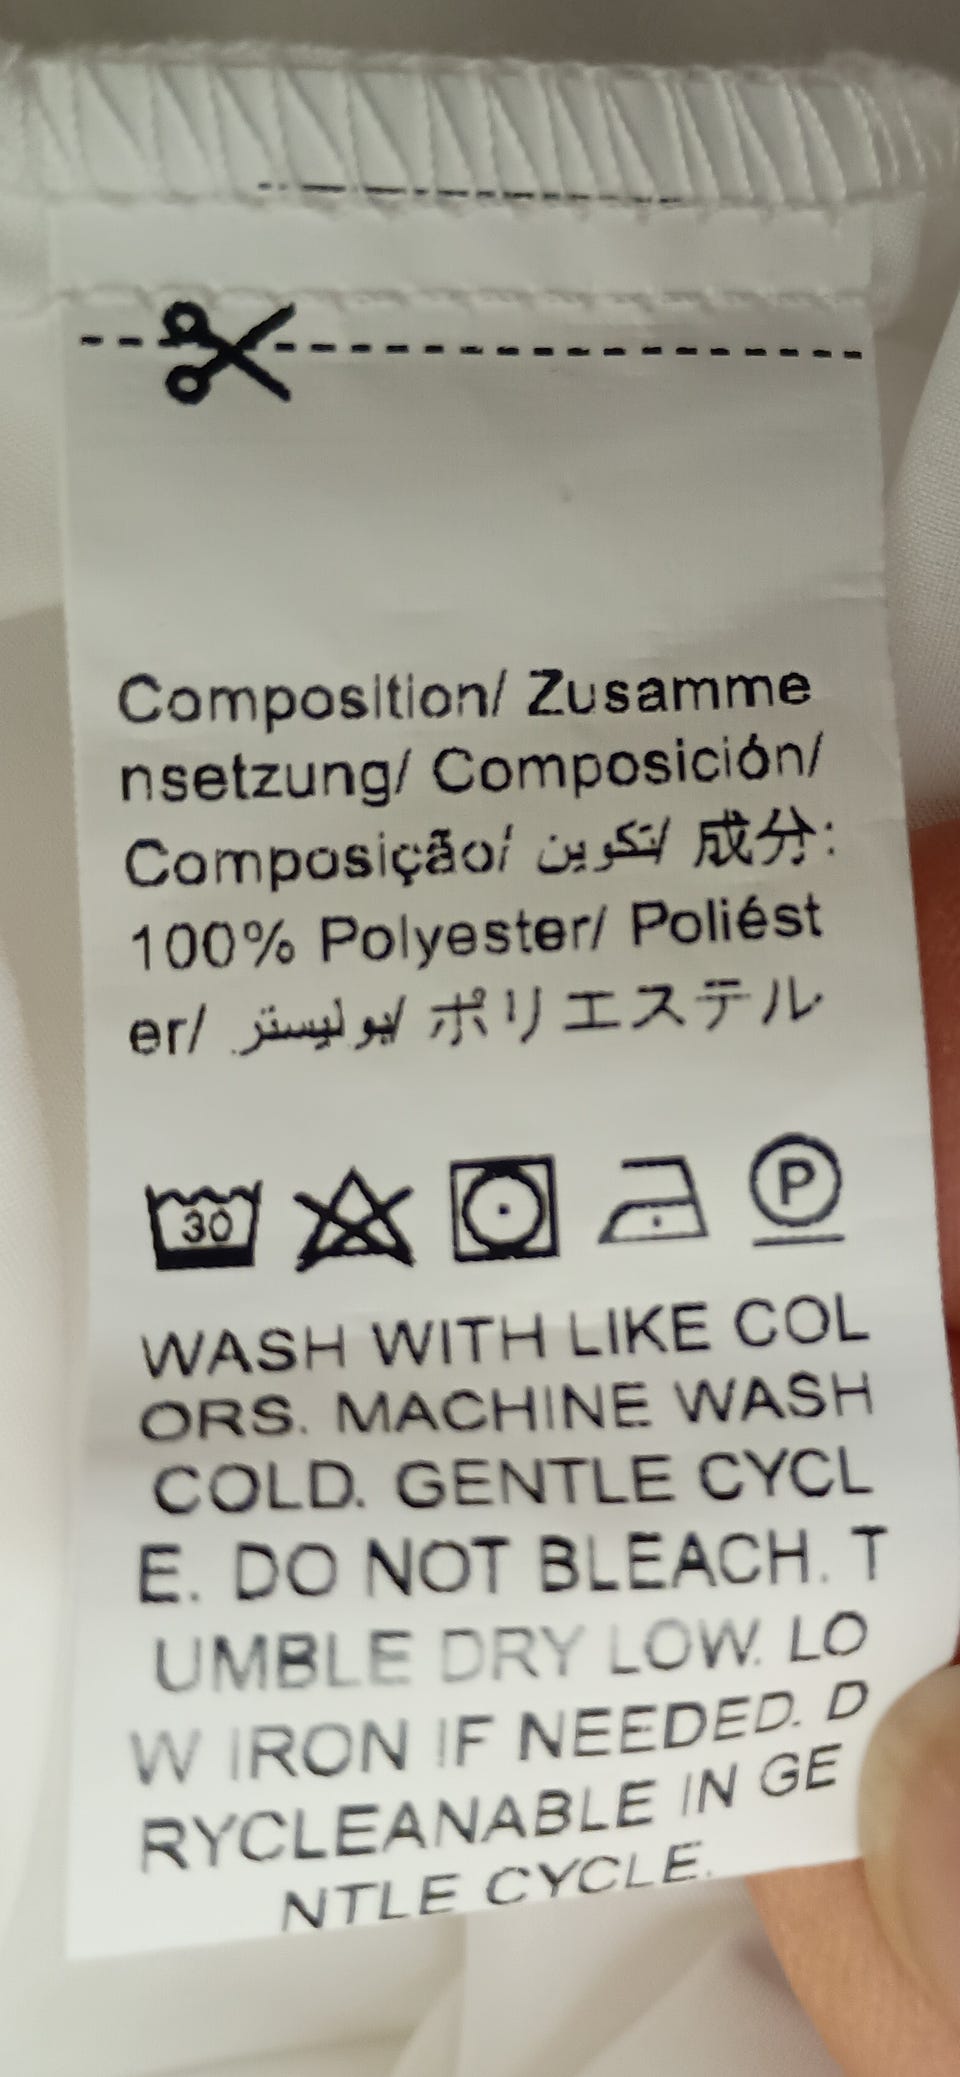 Composition/ Zusamme
nsetzung/ Composición/
Composição/ تكوين/ 成分:
100% Polyester/ Poliést
er/ بوليستر/ ポリエステル
30 P
WASH WITH LIKE COL
ORS. MACHINE WASH
COLD. GENTLE CYCL
E. DO NOT BLEACH. T
UMBLE DRY LOW. LO
W IRON IF NEEDED. D
RYCLEANABLE IN GE
NTLE CYCLE.